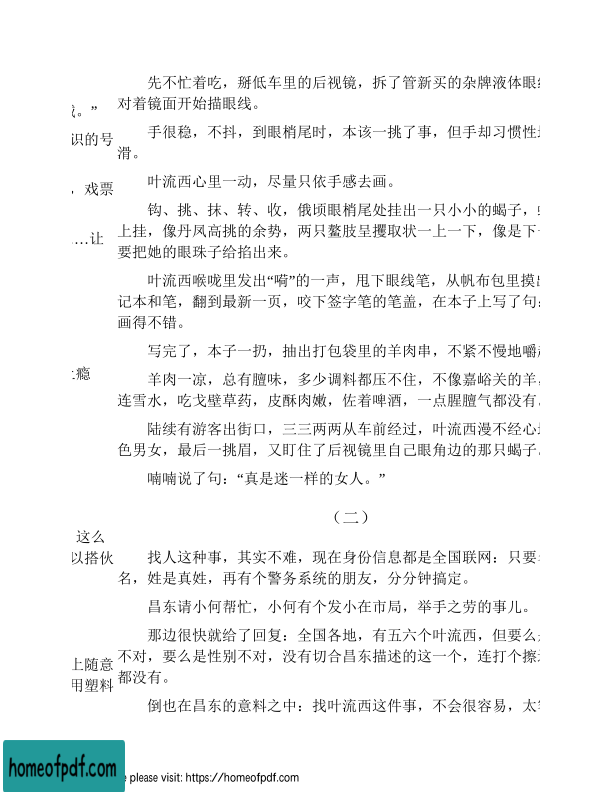 成。”
识的号
，戏票
…让
上瘾
这么
以搭伙
上随意
用塑料
先不忙着吃，掰低车里的后视镜，拆了管新买的杂牌液体眼
对着镜面开始描眼线。
手很稳，不抖，到眼梢尾时，本该一挑了事，但手却习惯性
滑。
叶流西心里一动，尽量只依手感去画。
钩、挑、抹、转、收，俄顷眼梢尾处挂出一只小小的蝎子，
上挂，像丹凤高挑的余势，两只鳌肢呈攫取状一上一下，像是下
要把她的眼珠子给掐出来。
叶流西喉咙里发出“嗬”的一声，甩下眼线笔，从帆布包里摸
记本和笔，翻到最新一页，咬下签字笔的笔盖，在本子上写了句
画得不错。
写完了，本子一扔，抽出打包袋里的羊肉串，不紧不慢地嚼
羊肉一凉，总有膻味，多少调料都压不住，不像嘉峪关的羊，
连雪水，吃戈壁草药，皮酥肉嫩，佐着啤酒，一点腥膻气都没有。
陆续有游客出街口，三三两两从车前经过，叶流西漫不经心
色男女，最后一挑眉，又盯住了后视镜里自己眼角边的那只蝎子。
喃喃说了句：“真是迷一样的女人。”
（二）
找人这种事，其实不难，现在身份信息都是全国联网：只要
名，姓是真姓，再有个警务系统的朋友，分分钟搞定。
昌东请小何帮忙，小何有个发小在市局，举手之劳的事儿。
那边很快就给了回复：全国各地，有五六个叶流西，但要么
不对，要么是性别不对，没有切合昌东描述的这一个，连打个擦
都没有。
倒也在昌东的意料之中：找叶流西这件事，不会很容易，太
homeofpdf.com
e please visit: https://homeofpdf.com